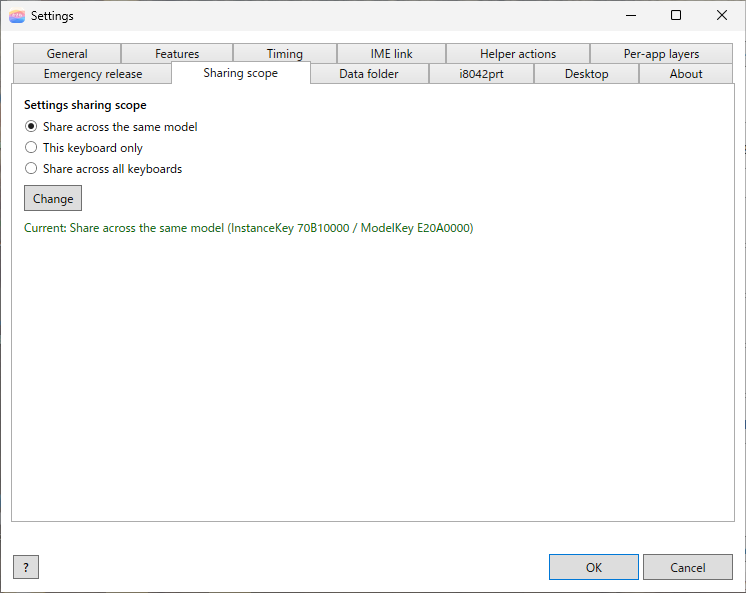 Settings
General Features Timing IME link Helper actions Per-app layers
Emergency release Sharing scope Data folder i8042prt Desktop About
Settings sharing scope
Share across the same model
This keyboard only
Share across all keyboards
Change
Current: Share across the same model (InstanceKey 70B10000 / ModelKey E20A0000)
? OK Cancel